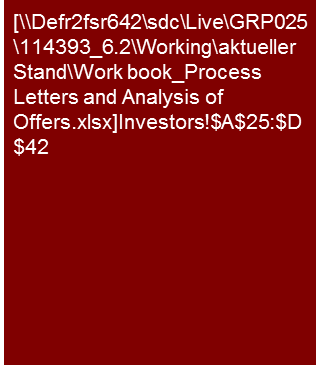 [\\Defr2fsr642\sdc\Live\GRP025
\114393_6.2\Working\aktueller
Stand\Work book_Process
Letters and Analysis of
Offers.xlsx]Investors!$A$25:$D
$42